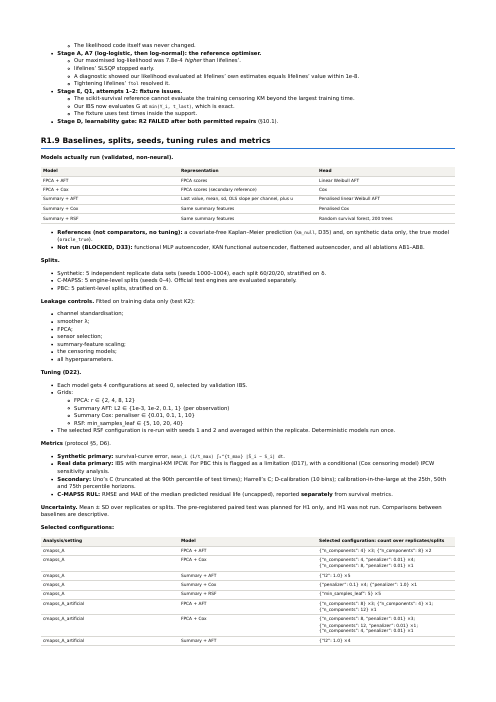 The likelihood code itself was never changed.
Stage A, A7 (log-logistic, then log-normal): the reference optimiser.
Our maximised log-likelihood was 7.8e-4 higher than lifelines'.
lifelines' SLSQP stopped early.
A diagnostic showed our likelihood evaluated at lifelines' own estimates equals lifelines' value within 1e-8.
Tightening lifelines' ftol resolved it.
Stage E, Q1, attempts 1–2: fixture issues.
The scikit-survival reference cannot evaluate the training censoring KM beyond the largest training time.
Our IBS now evaluates G at min(T_i, t_last), which is exact.
The fixture uses test times inside the support.
Stage D, learnability gate: R2 FAILED after both permitted repairs (§10.1).
R1.9 Baselines, splits, seeds, tuning rules and metrics
Models actually run (validated, non-neural).
Model Representation Head
FPCA + AFT FPCA scores Linear Weibull AFT
FPCA + Cox FPCA scores (secondary reference) Cox
Summary + AFT Last value, mean, sd, OLS slope per channel, plus u Penalised linear Weibull AFT
Summary + Cox Same summary features Penalised Cox
Summary + RSF Same summary features Random survival forest, 200 trees
References (not comparators, no tuning): a covariate-free Kaplan–Meier prediction (km_null, D35) and, on synthetic data only, the true model
(oracle_true).
Not run (BLOCKED, D33): functional MLP autoencoder, KAN functional autoencoder, flattened autoencoder, and all ablations AB1–AB8.
Splits.
Synthetic: 5 independent replicate data sets (seeds 1000–1004), each split 60/20/20, stratified on δ.
C-MAPSS: 5 engine-level splits (seeds 0–4). Official test engines are evaluated separately.
PBC: 5 patient-level splits, stratified on δ.
Leakage controls. Fitted on training data only (test K2):
channel standardisation;
smoother λ;
FPCA;
sensor selection;
summary-feature scaling;
the censoring models;
all hyperparameters.
Tuning (D22).
Each model gets 4 configurations at seed 0, selected by validation IBS.
Grids:
FPCA: r ∈ {2, 4, 8, 12}
Summary AFT: L2 ∈ {1e-3, 1e-2, 0.1, 1} (per observation)
Summary Cox: penaliser ∈ {0.01, 0.1, 1, 10}
RSF: min_samples_leaf ∈ {5, 10, 20, 40}
The selected RSF configuration is re-run with seeds 1 and 2 and averaged within the replicate. Deterministic models run once.
Metrics (protocol §5, D6).
Synthetic primary: survival-curve error,
Real data primary: IBS with marginal-KM IPCW. For PBC this is flagged as a limitation (D17), with a conditional (Cox censoring model) IPCW
sensitivity analysis.
Secondary: Uno's C (truncated at the 90th percentile of test times); Harrell's C; D-calibration (10 bins); calibration-in-the-large at the 25th, 50th
and 75th percentile horizons.
C-MAPSS RUL: RMSE and MAE of the median predicted residual life (uncapped), reported separately from survival metrics.
Uncertainty. Mean ± SD over replicates or splits. The pre-registered paired test was planned for H1 only, and H1 was not run. Comparisons between
baselines are descriptive.
Selected configurations:
Analysis/setting Model Selected configuration: count over replicates/splits
cmapss_A FPCA + AFT {"n_components": 4} ×3; {"n_components": 8} ×2
cmapss_A FPCA + Cox {"n_components": 4, "penalizer": 0.01} ×4;
{"n_components": 8, "penalizer": 0.01} ×1
cmapss_A Summary + AFT {"l2": 1.0} ×5
cmapss_A Summary + Cox {"penalizer": 0.1} ×4; {"penalizer": 1.0} ×1
cmapss_A Summary + RSF {"min_samples_leaf": 5} ×5
cmapss_A_artificial FPCA + AFT {"n_components": 8} ×3; {"n_components": 4} ×1;
{"n_components": 12} ×1
cmapss_A_artificial FPCA + Cox {"n_components": 8, "penalizer": 0.01} ×3;
{"n_components": 12, "penalizer": 0.01} ×1;
{"n_components": 4, "penalizer": 0.01} ×1
cmapss_A_artificial Summary + AFT {"l2": 1.0} ×4